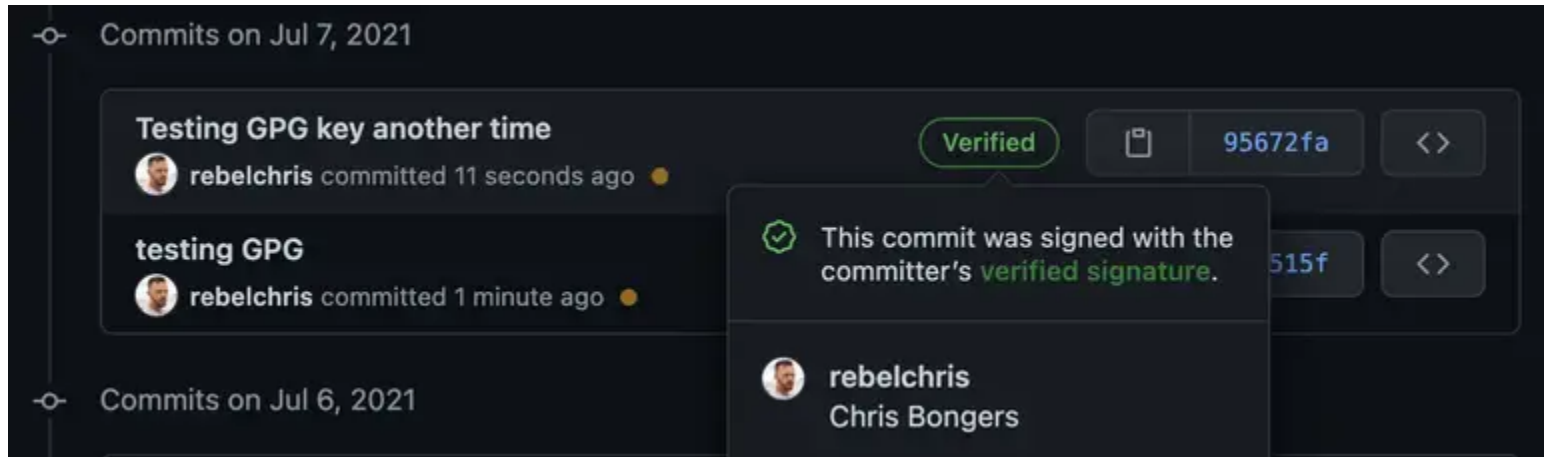 Commits on Jul 7, 2021
Testing GPG key another time
Verified
95672fa
rebelchris committed 11 seconds ago
This commit was signed with the
committer's verified signature.
testing GPG
515f
rebelchris committed 1 minute ago
rebelchris
Chris Bongers
Commits on Jul 6, 2021